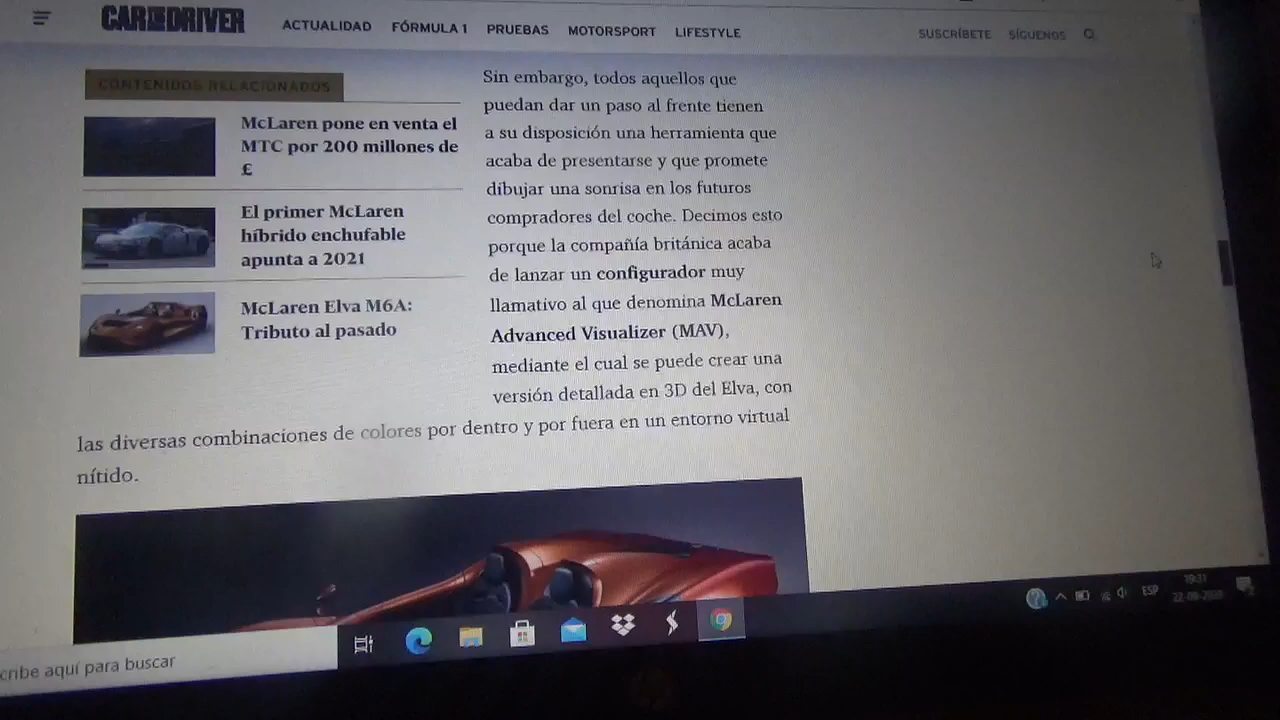 CAR AND DRIVER
ACTUALIDAD FÓRMULA 1 PRUEBAS MOTORSPORT LIFESTYLE
SUSCRÍBETE SÍGUENOS
CONTENIDOS RELACIONADOS
McLaren pone en venta el
MTC por 200 millones de
£
El primer McLaren
híbrido enchufable
apunta a 2021
McLaren Elva M6A:
Tributo al pasado
Sin embargo, todos aquellos que
puedan dar un paso al frente tienen
a su disposición una herramienta que
acaba de presentarse y que promete
dibujar una sonrisa en los futuros
compradores del coche. Decimos esto
porque la compañía británica acaba
de lanzar un configurador muy
llamativo al que denomina McLaren
Advanced Visualizer (MAV),
mediante el cual se puede crear una
versión detallada en 3D del Elva, con
las diversas combinaciones de colores por dentro y por fuera en un entorno virtual
nítido.
cribe aquí para buscar
ESP
19:31